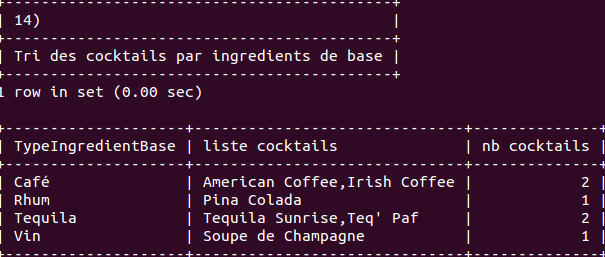 +------------------------------------------+
| 14)                                      |
+------------------------------------------+
| Tri des cocktails par ingredients de base |
+------------------------------------------+
1 row in set (0.00 sec)
+--------------------+------------------------------+--------------+
| TypeIngredientBase | liste cocktails              | nb cocktails |
+--------------------+------------------------------+--------------+
| Café               | American Coffee,Irish Coffee |            2 |
| Rhum               | Pina Colada                  |            1 |
| Tequila            | Tequila Sunrise,Teq' Paf     |            2 |
| Vin                | Soupe de Champagne           |            1 |
+--------------------+------------------------------+--------------+